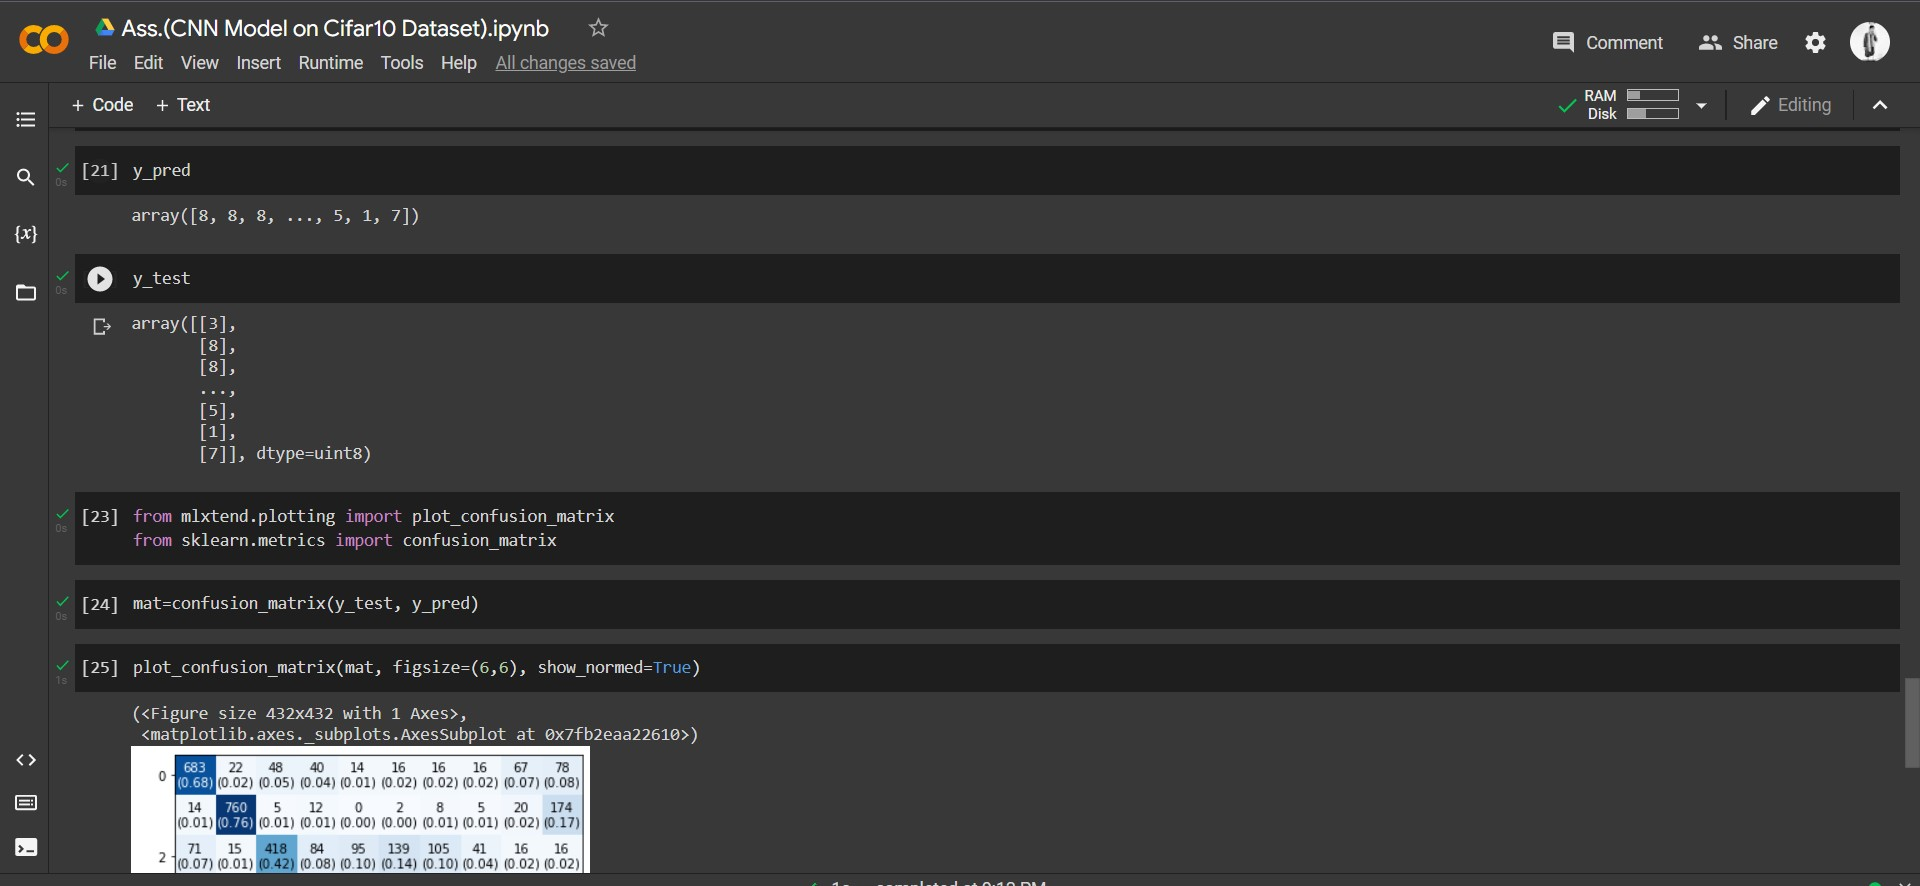 Ass.(CNN Model on Cifar10 Dataset).ipynb
File Edit View Insert Runtime Tools Help All changes saved
Comment Share
+ Code + Text
RAM
Disk
Editing
{x}
[21] y_pred
0s
array([8, 8, 8, ..., 5, 1, 7])
y_test
0s
array([[3],
[8],
[8],
...,
[5],
[1],
[7]], dtype=uint8)
[23] from mlxtend.plotting import plot_confusion_matrix
0s
from sklearn.metrics import confusion_matrix
[24] mat=confusion_matrix(y_test, y_pred)
0s
[25] plot_confusion_matrix(mat, figsize=(6,6), show_normed=True)
1s
(<Figure size 432x432 with 1 Axes>,
<matplotlib.axes._subplots.AxesSubplot at 0x7fb2eaa22610>)
0 683 22 48 40 14 16 16 16 67 78
(0.68) (0.02) (0.05) (0.04) (0.01) (0.02) (0.02) (0.02) (0.07) (0.08)
14 760 5 12 0 2 8 5 20 174
(0.01) (0.76) (0.01) (0.01) (0.00) (0.00) (0.01) (0.01) (0.02) (0.17)
2 71 15 418 84 95 139 105 41 16 16
(0.07) (0.01) (0.42) (0.08) (0.10) (0.14) (0.10) (0.04) (0.02) (0.02)